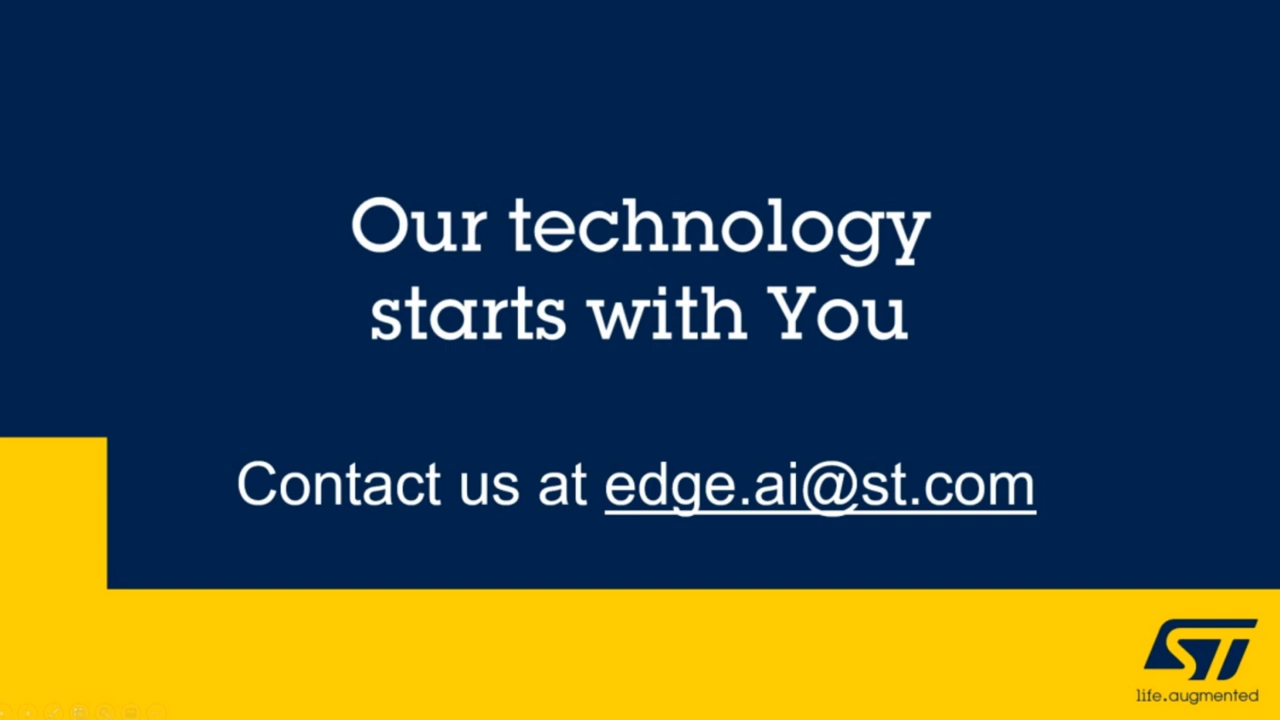 Our technology
starts with You
Contact us at edge.ai@st.com
ST
life.augmented